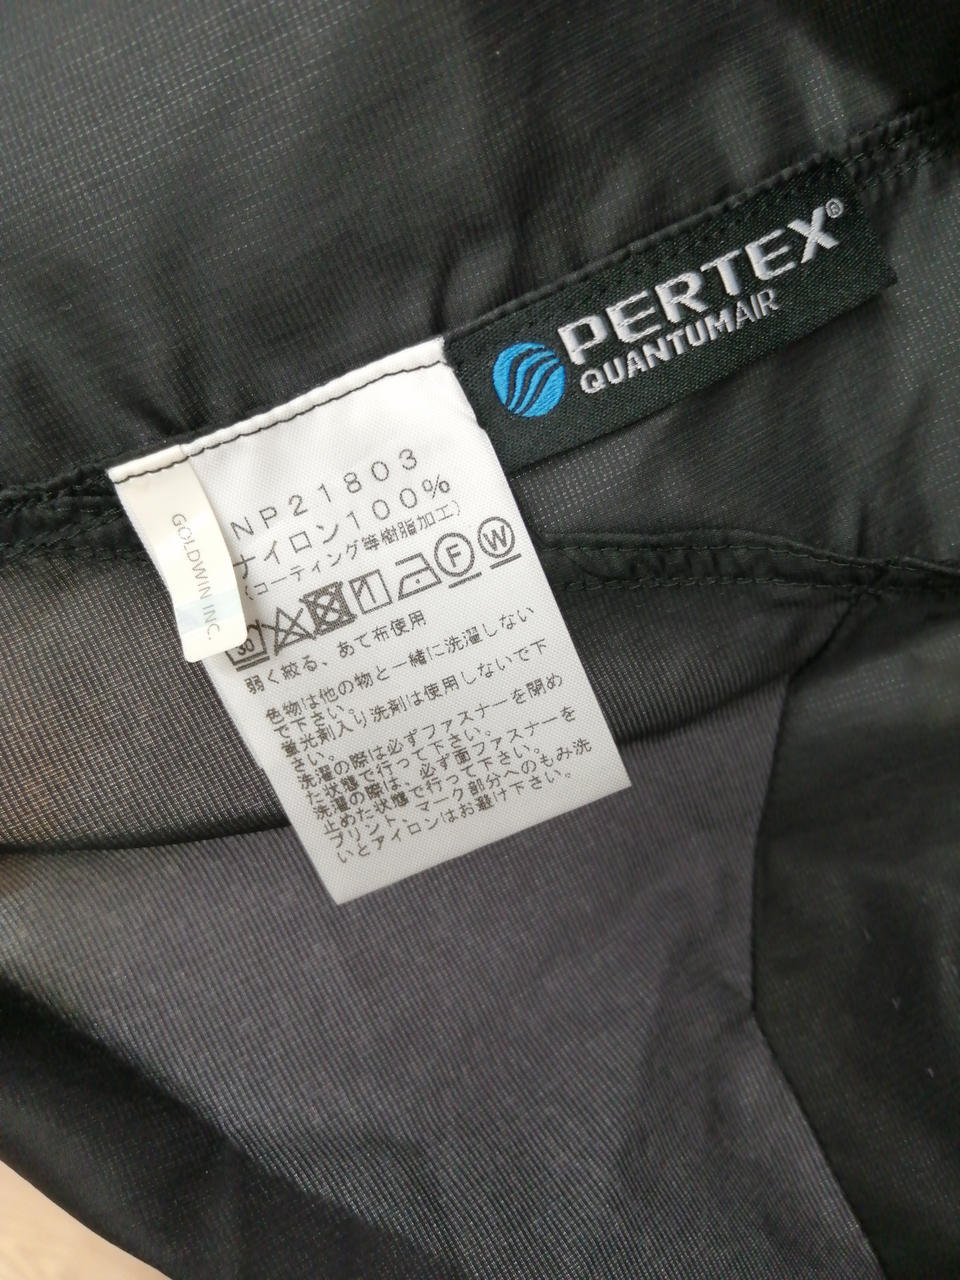 PERTEX®
QUANTUMAIR
GOLDWIN INC.
NP21803
ナイロン100%
(コーティング等樹脂加工)
30
F
W
弱く絞る、あて布使用
色物は他の物と一緒に洗濯しない
で下さい。
蛍光剤入り洗剤は使用しないで下
さい。
洗濯の際は必ずファスナーを閉め
た状態で行って下さい。
洗濯の際は、必ず面ファスナーを
止めた状態で行って下さい。
プリント、マーク部分へのもみ洗
いとアイロンはお避け下さい。